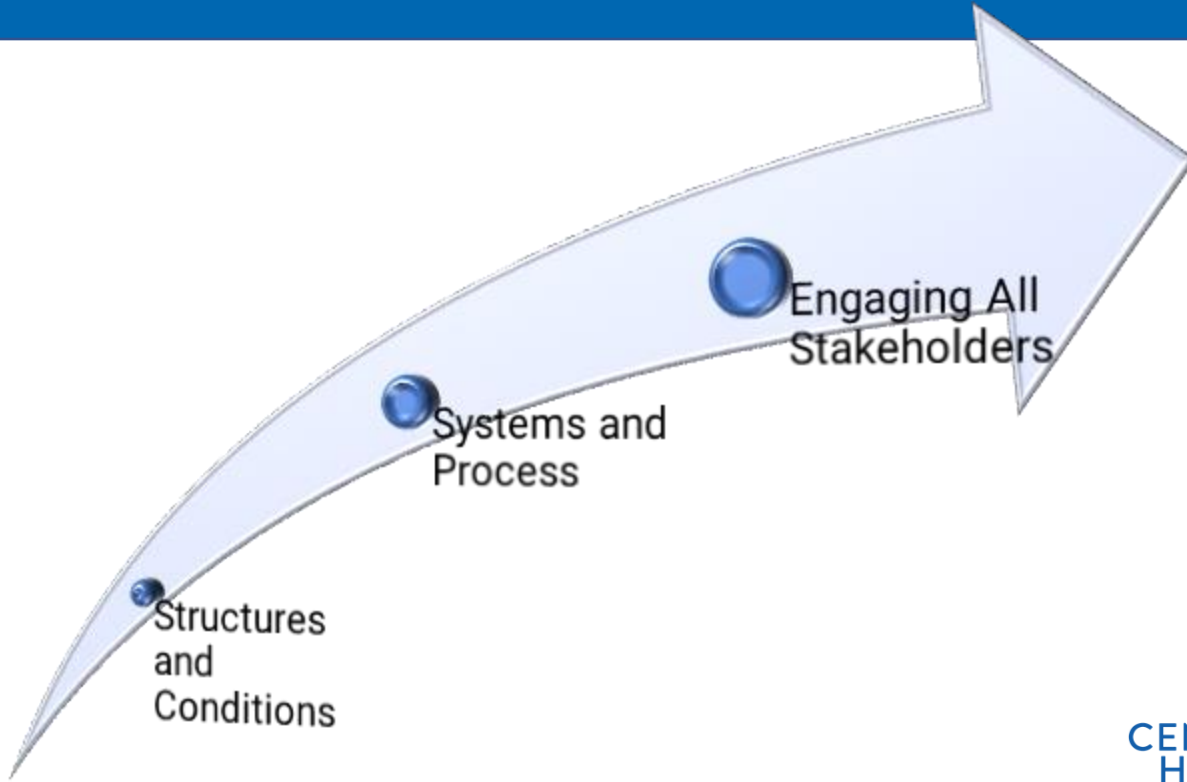 Engaging All
Stakeholders
Systems and
Process
Structures
and
Conditions